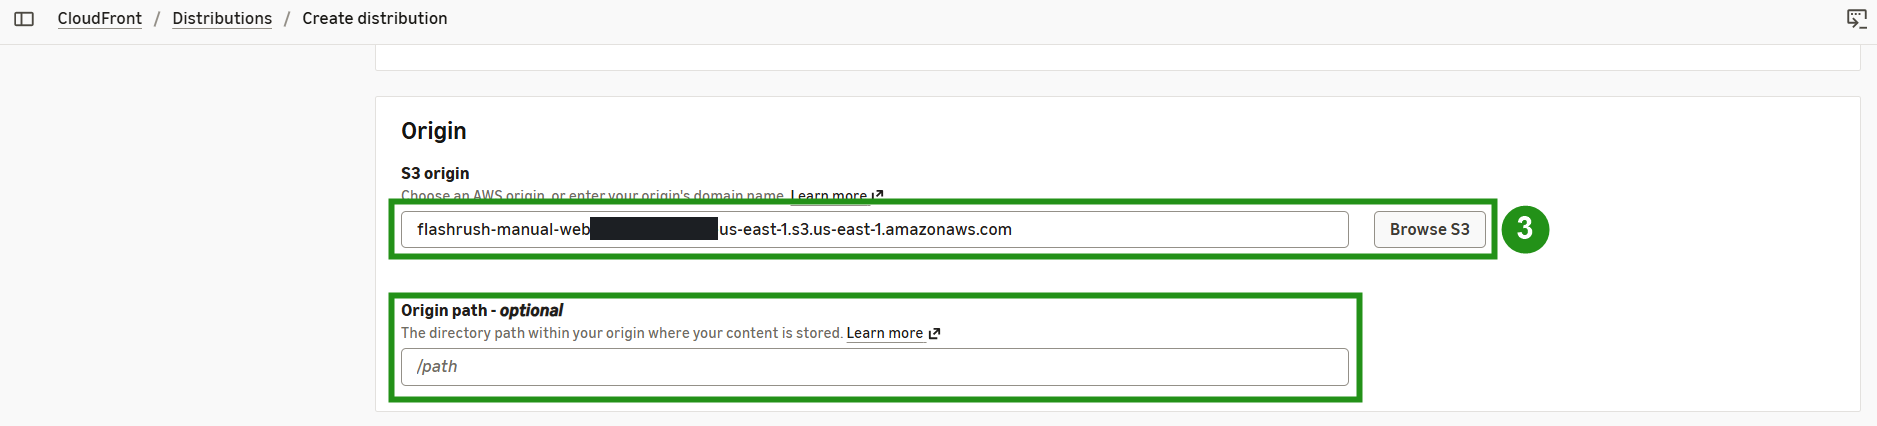 CloudFront / Distributions / Create distribution
Origin
S3 origin
Choose an AWS origin, or enter your origin's domain name. Learn more
flashrush-manual-web us-east-1.s3.us-east-1.amazonaws.com
Browse S3
3
Origin path - optional
The directory path within your origin where your content is stored. Learn more
/path